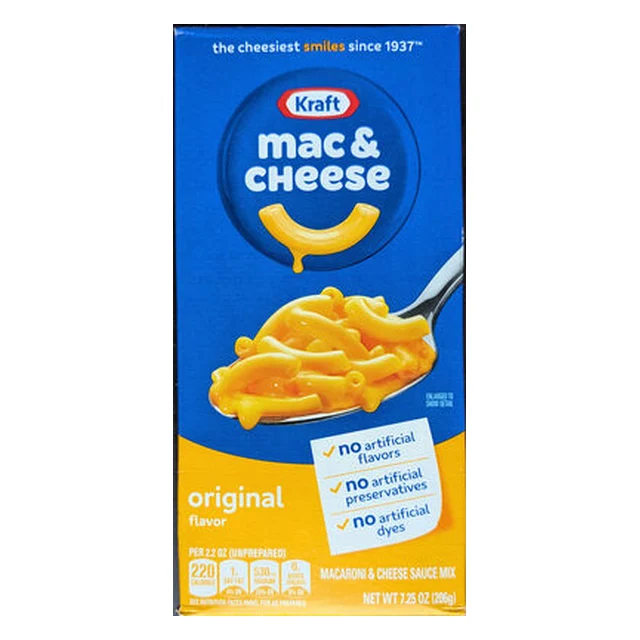 the cheesiest smiles since 1937™
Kraft
mac &
cheese
ENLARGED TO
SHOW DETAIL
no artificial
flavors
no artificial
preservatives
no artificial
dyes
original
flavor
PER 2.2 OZ (UNPREPARED)
220
CALORIES
MACARONI & CHEESE SAUCE MIX
NET WT 7.25 OZ (206g)